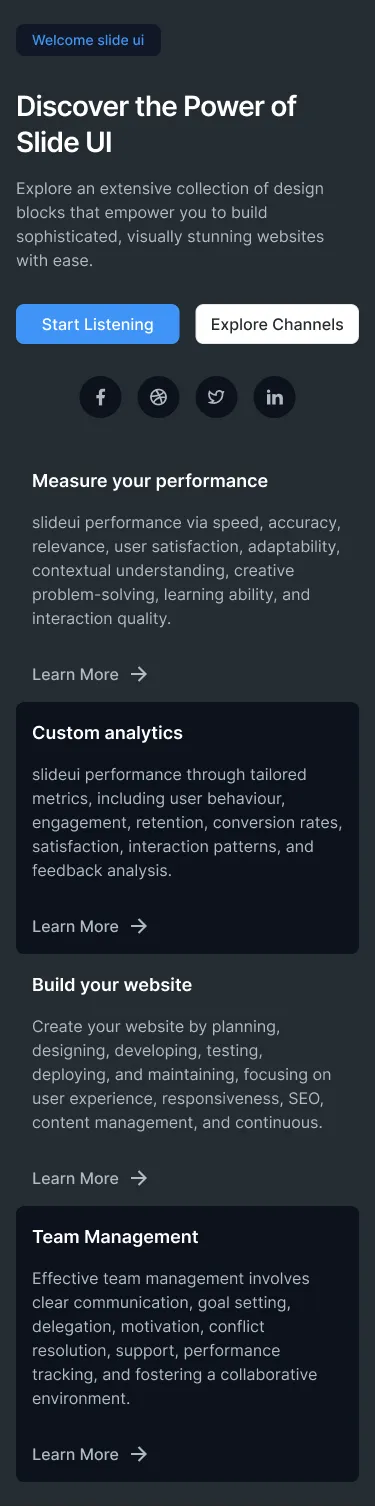 Welcome slide ui
Discover the Power of
Slide UI
Explore an extensive collection of design
blocks that empower you to build
sophisticated, visually stunning websites
with ease.
Start Listening
Explore Channels
Measure your performance
slideui performance via speed, accuracy,
relevance, user satisfaction, adaptability,
contextual understanding, creative
problem-solving, learning ability, and
interaction quality.
Learn More
Custom analytics
slideui performance through tailored
metrics, including user behaviour,
engagement, retention, conversion rates,
satisfaction, interaction patterns, and
feedback analysis.
Learn More
Build your website
Create your website by planning,
designing, developing, testing,
deploying, and maintaining, focusing on
user experience, responsiveness, SEO,
content management, and continuous.
Learn More
Team Management
Effective team management involves
clear communication, goal setting,
delegation, motivation, conflict
resolution, support, performance
tracking, and fostering a collaborative
environment.
Learn More